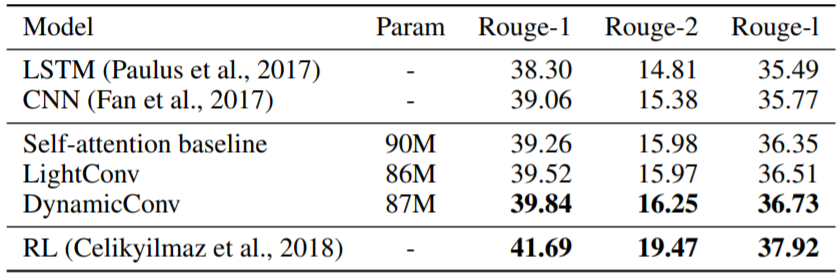 Model Param Rouge-1 Rouge-2 Rouge-l
LSTM (Paulus et al., 2017) - 38.30 14.81 35.49
CNN (Fan et al., 2017) - 39.06 15.38 35.77
Self-attention baseline 90M 39.26 15.98 36.35
LightConv 86M 39.52 15.97 36.51
DynamicConv 87M 39.84 16.25 36.73
RL (Celikyilmaz et al., 2018) - 41.69 19.47 37.92